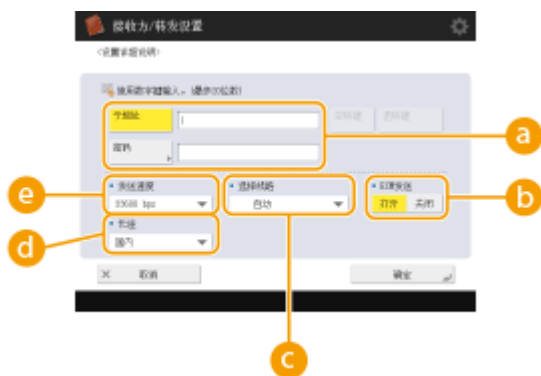 接收方/转发设置
<设置详细说明>
使用数字键输入。(最多20位数)
子地址
密码
a
e
发送速度
33600 bps
选择线路
自动
ECM发送
打开 关闭
b
长途
国内
d
× 取消
确定
c